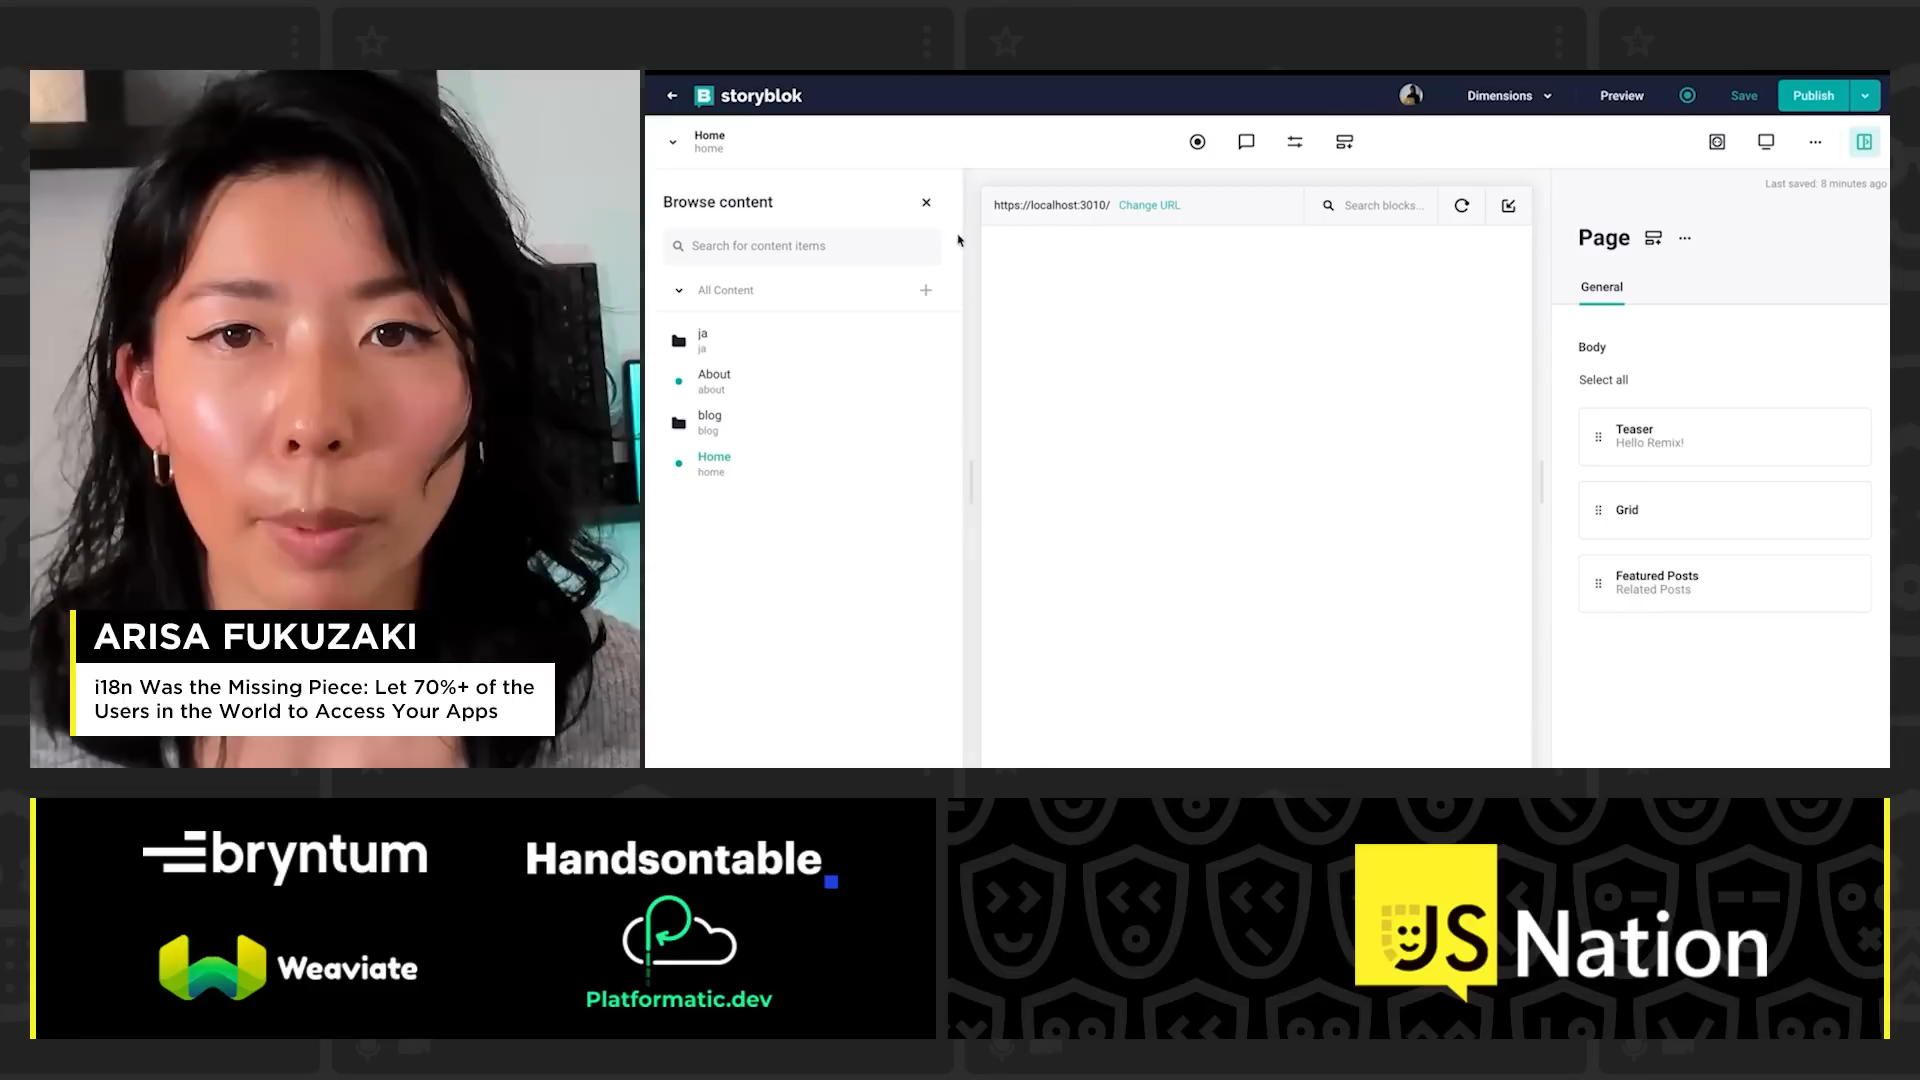 storyblok
Dimensions
Preview
Save
Publish
Home
home
Last saved: 8 minutes ago
Browse content
Search for content items
All Content
ja
ja
About
about
blog
blog
Home
home
https://localhost:3010/ Change URL
Search blocks...
Page
General
Body
Select all
Teaser
Hello Remix!
Grid
Featured Posts
Related Posts
ARISA FUKUZAKI
i18n Was the Missing Piece: Let 70%+ of the
Users in the World to Access Your Apps
bryntum
Handsontable
Weaviate
Platformatic.dev
JS Nation